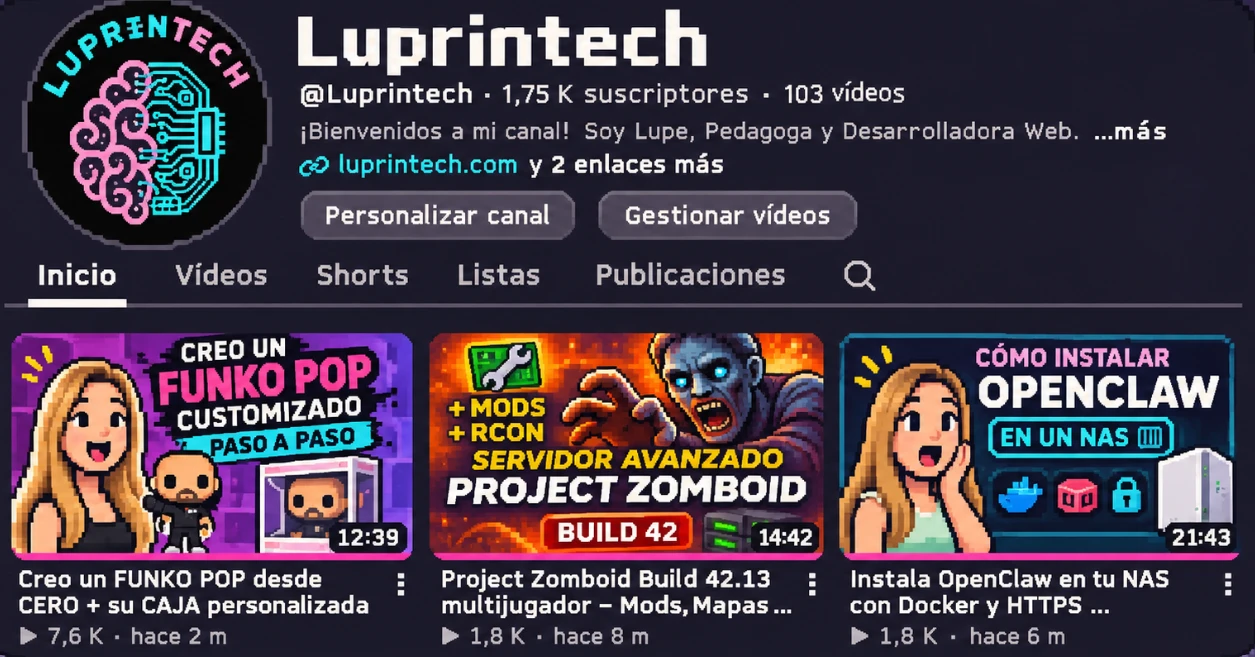 LUPRINTECH
Luprintech
@Luprintech · 1,75 K suscriptores · 103 vídeos
¡Bienvenidos a mi canal! Soy Lupe, Pedagoga y Desarrolladora Web. ...más
luprintech.com y 2 enlaces más
Personalizar canal
Gestionar vídeos
Inicio
Vídeos
Shorts
Listas
Publicaciones
CREO UN
FUNKO POP
CUSTOMIZADO
PASO A PASO
12:39
Creo un FUNKO POP desde
CERO + su CAJA personalizada
7,6 K · hace 2 m
+ MODS
+ RCON
SERVIDOR AVANZADO
PROJECT ZOMBOID
BUILD 42
14:42
Project Zomboid Build 42.13
multijugador – Mods, Mapas ...
1,8 K · hace 8 m
CÓMO INSTALAR
OPENCLAW
EN UN NAS
21:43
Instala OpenClaw en tu NAS
con Docker y HTTPS ...
1,8 K · hace 6 m